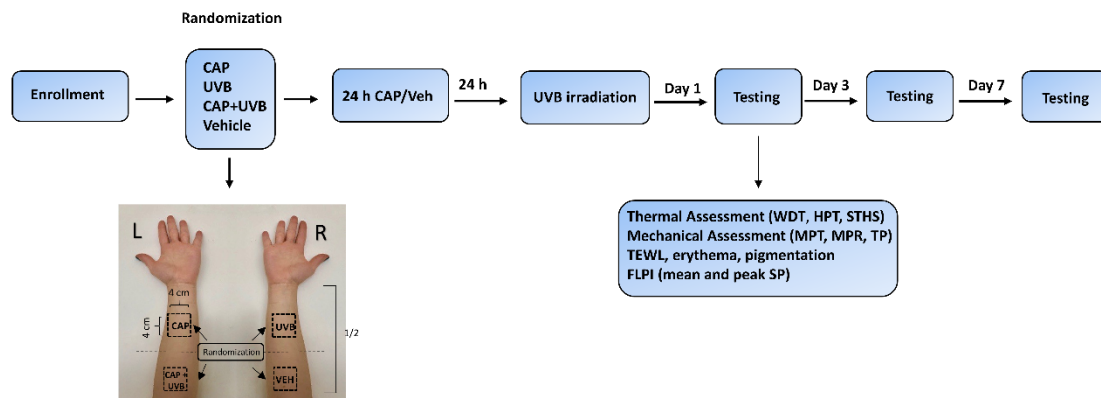 Randomization
Enrollment
CAP
UVB
CAP+UVB
Vehicle
24 h CAP/Veh
24 h
UVB irradiation
Day 1
Testing
Day 3
Testing
Day 7
Testing
Thermal Assessment (WDT, HPT, STHS)
Mechanical Assessment (MPT, MPR, TP)
TEWL, erythema, pigmentation
FLPI (mean and peak SP)
L
R
4 cm
4 cm
CAP
UVB
1/2
Randomization
CAP +
UVB
VEH